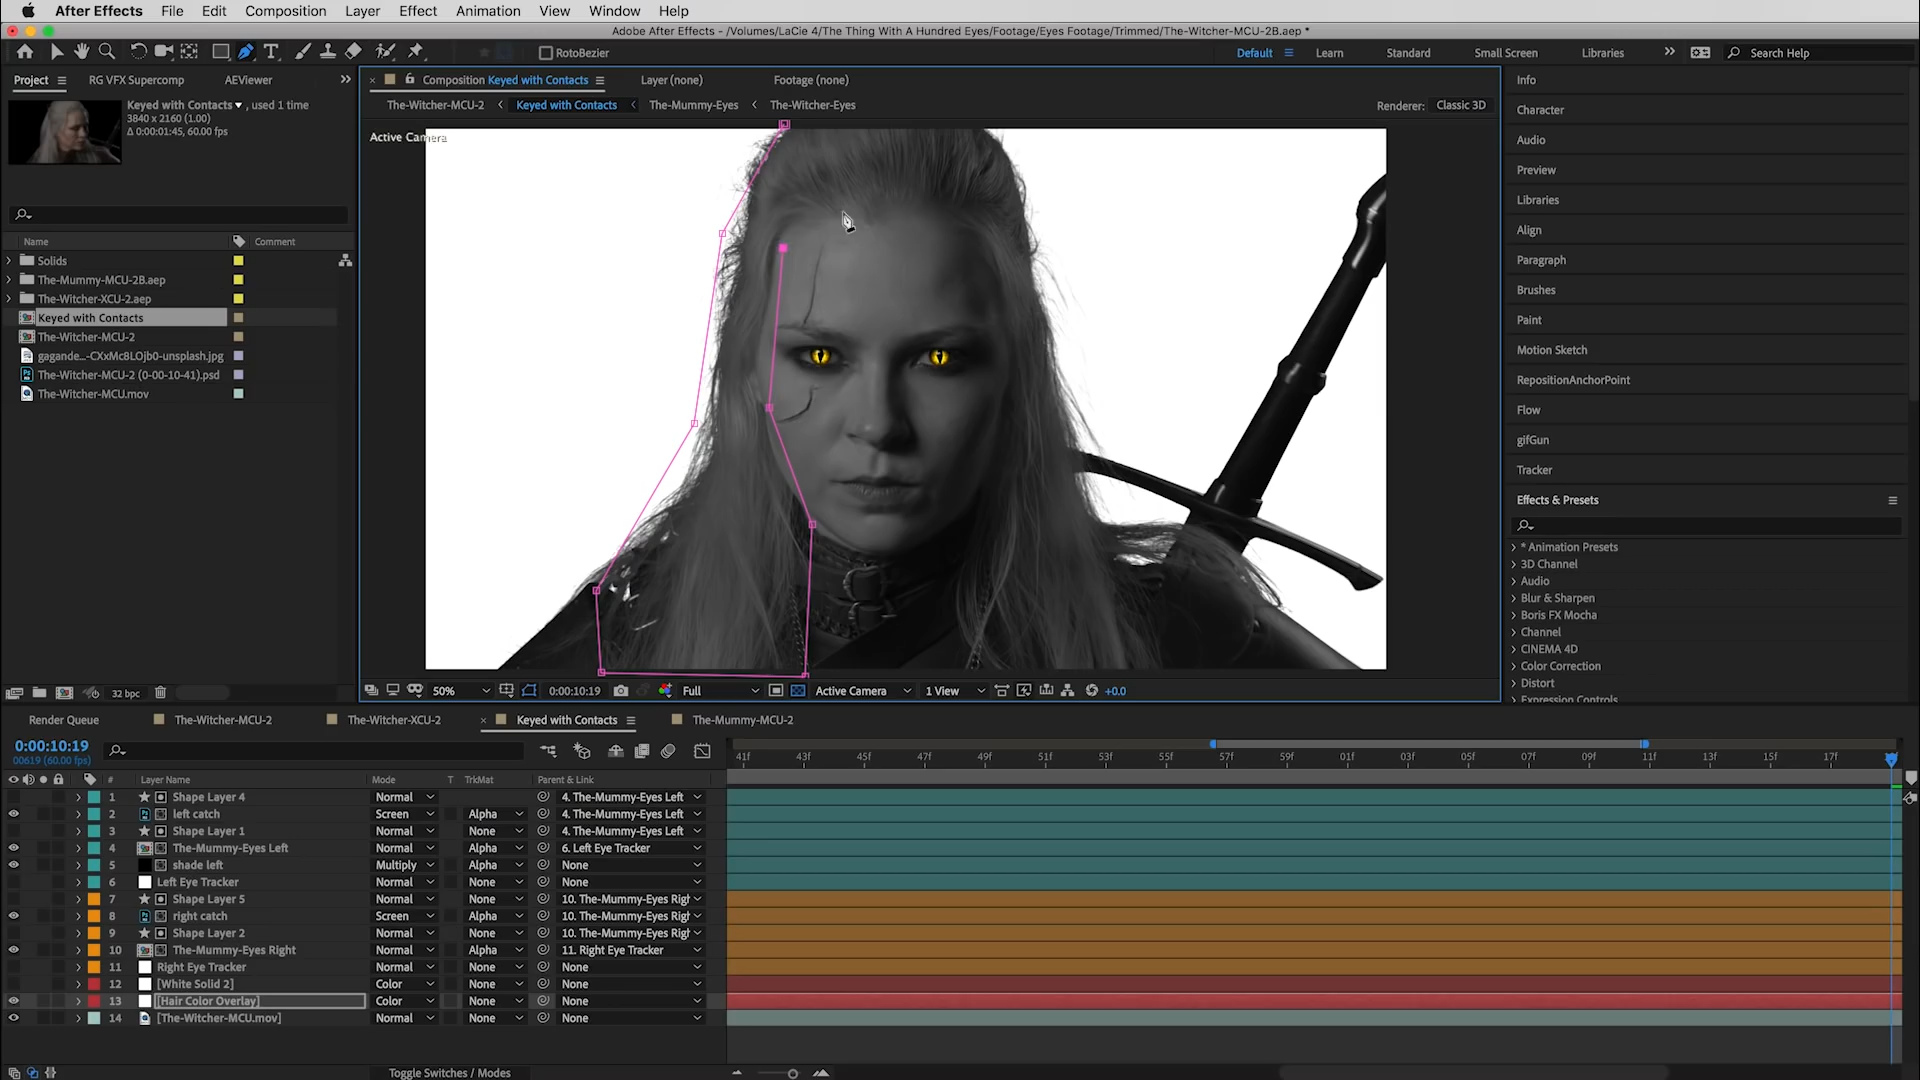 After Effects File Edit Composition Layer Effect Animation View Window Help
Adobe After Effects - /Volumes/LaCie 4/The Thing With A Hundred Eyes/Footage/Eyes Footage/Trimmed/The-Witcher-MCU-2B.aep *
RotoBezier Default Learn Standard Small Screen Libraries Search Help
Project RG VFX Supercomp AEViewer
Composition Keyed with Contacts Layer (none) Footage (none)
Keyed with Contacts , used 1 time
3840 x 2160 (1.00)
Δ 0:00:01:45, 60.00 fps
The-Witcher-MCU-2 Keyed with Contacts The-Mummy-Eyes The-Witcher-Eyes Renderer: Classic 3D
Active Camera
Name Comment
Solids
The-Mummy-MCU-2B.aep
The-Witcher-XCU-2.aep
Keyed with Contacts
The-Witcher-MCU-2
gagande...-CXxMcBLOjb0-unsplash.jpg
The-Witcher-MCU-2 (0-00-10-41).psd
The-Witcher-MCU.mov
Info
Character
Audio
Preview
Libraries
Align
Paragraph
Brushes
Paint
Motion Sketch
RepositionAnchorPoint
Flow
gifGun
Tracker
Effects & Presets
* Animation Presets
3D Channel
Audio
Blur & Sharpen
Boris FX Mocha
Channel
CINEMA 4D
Color Correction
Distort
Expression Controls
32 bpc
50% 0:00:10:19 Full Active Camera 1 View +0.0
Render Queue The-Witcher-MCU-2 The-Witcher-XCU-2 Keyed with Contacts The-Mummy-MCU-2
0:00:10:19
00619 (60.00 fps)
41f 43f 45f 47f 49f 51f 53f 55f 57f 59f 01f 03f 05f 07f 09f 11f 13f 15f 17f
# Layer Name Mode T TrkMat Parent & Link
1 Shape Layer 4 Normal 4. The-Mummy-Eyes Left
2 left catch Screen Alpha 4. The-Mummy-Eyes Left
3 Shape Layer 1 Normal None 4. The-Mummy-Eyes Left
4 The-Mummy-Eyes Left Normal Alpha 6. Left Eye Tracker
5 shade left Multiply Alpha None
6 Left Eye Tracker Normal None None
7 Shape Layer 5 Normal None 10. The-Mummy-Eyes Righ
8 right catch Screen Alpha 10. The-Mummy-Eyes Righ
9 Shape Layer 2 Normal None 10. The-Mummy-Eyes Righ
10 The-Mummy-Eyes Right Normal Alpha 11. Right Eye Tracker
11 Right Eye Tracker Normal None None
12 [White Solid 2] Color None None
13 [Hair Color Overlay] Color None None
14 [The-Witcher-MCU.mov] Normal None None
Toggle Switches / Modes